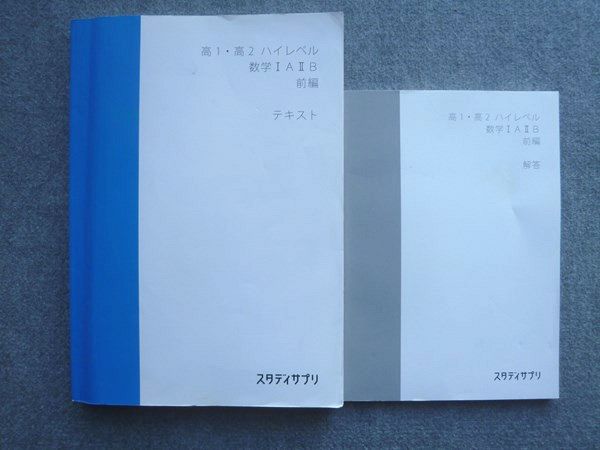 高1・高2 ハイレベル
数学ⅠAⅡB
前編
テキスト
スタディサプリ
高1・高2 ハイレベル
数学ⅠAⅡB
前編
解答
スタディサプリ